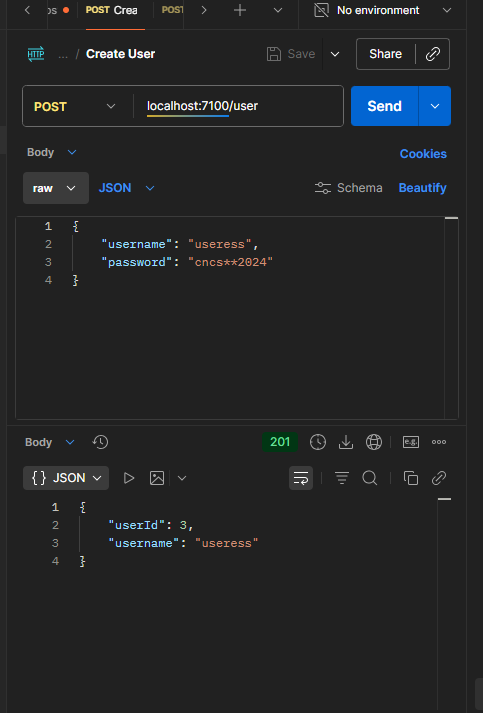 os POST Crea POST No environment
HTTP ... / Create User Save Share
POST localhost:7100/user Send
Body Cookies
raw JSON Schema Beautify
1 {
2 "username": "useress",
3 "password": "cncs**2024"
4 }
Body 201 e.g.
{} JSON
1 {
2 "userId": 3,
3 "username": "useress"
4 }